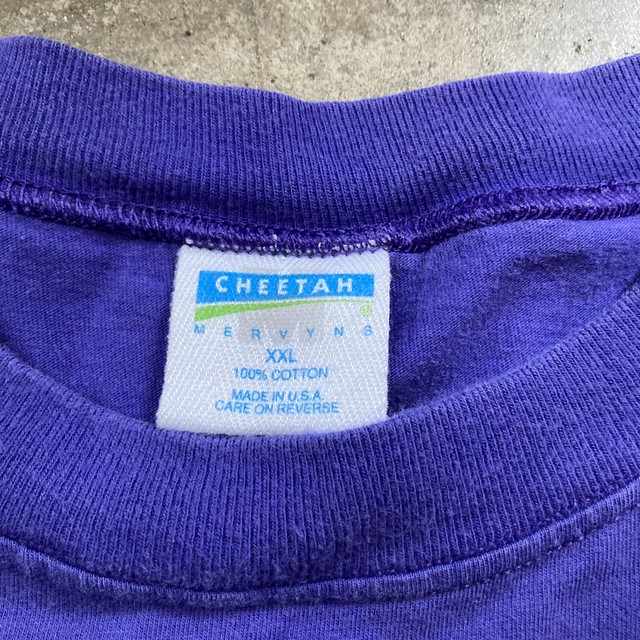 CHEETAH
®
MERVYNS
XXL
100% COTTON
MADE IN U.S.A.
CARE ON REVERSE